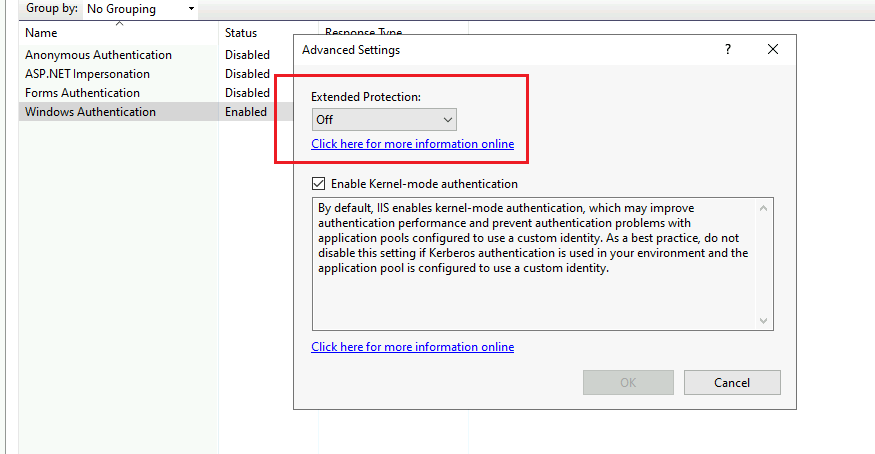 Group by: No Grouping
Name Status Response Type
Anonymous Authentication Disabled
ASP.NET Impersonation Disabled
Forms Authentication Disabled
Windows Authentication Enabled
Advanced Settings ?
Extended Protection:
Off
Click here for more information online
Enable Kernel-mode authentication
By default, IIS enables kernel-mode authentication, which may improve
authentication performance and prevent authentication problems with
application pools configured to use a custom identity. As a best practice, do not
disable this setting if Kerberos authentication is used in your environment and the
application pool is configured to use a custom identity.
Click here for more information online
OK Cancel